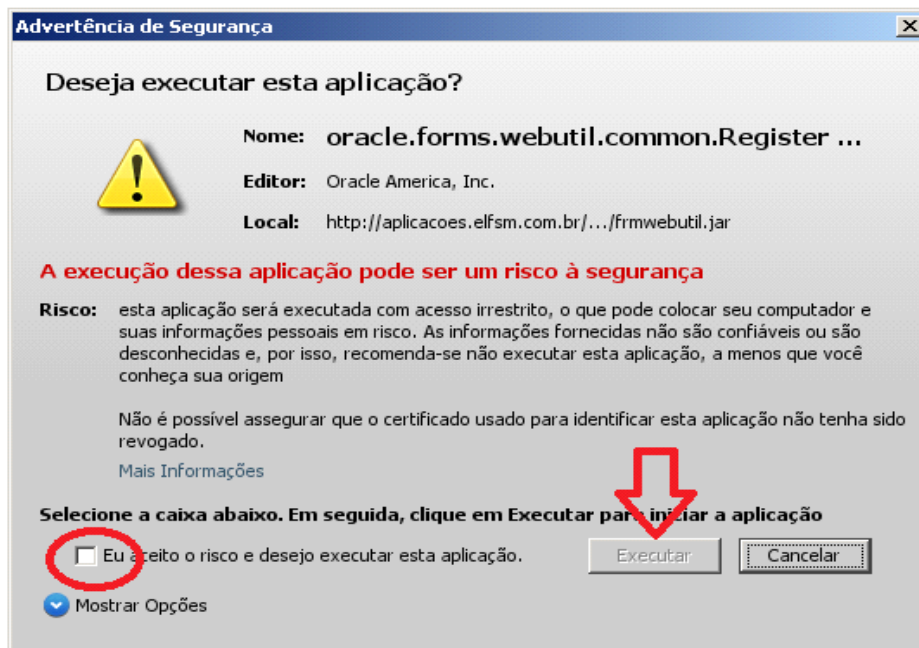 Advertência de Segurança
Deseja executar esta aplicação?
Nome: oracle.forms.webutil.common.Register ...
Editor: Oracle America, Inc.
Local: http://aplicacoes.elfsm.com.br/.../frmwebutil.jar
A execução dessa aplicação pode ser um risco à segurança
Risco: esta aplicação será executada com acesso irrestrito, o que pode colocar seu computador e
suas informações pessoais em risco. As informações fornecidas não são confiáveis ou são
desconhecidas e, por isso, recomenda-se não executar esta aplicação, a menos que você
conheça sua origem
Não é possível assegurar que o certificado usado para identificar esta aplicação não tenha sido
revogado.
Mais Informações
Selecione a caixa abaixo. Em seguida, clique em Executar para iniciar a aplicação
Eu aceito o risco e desejo executar esta aplicação. Executar Cancelar
Mostrar Opções